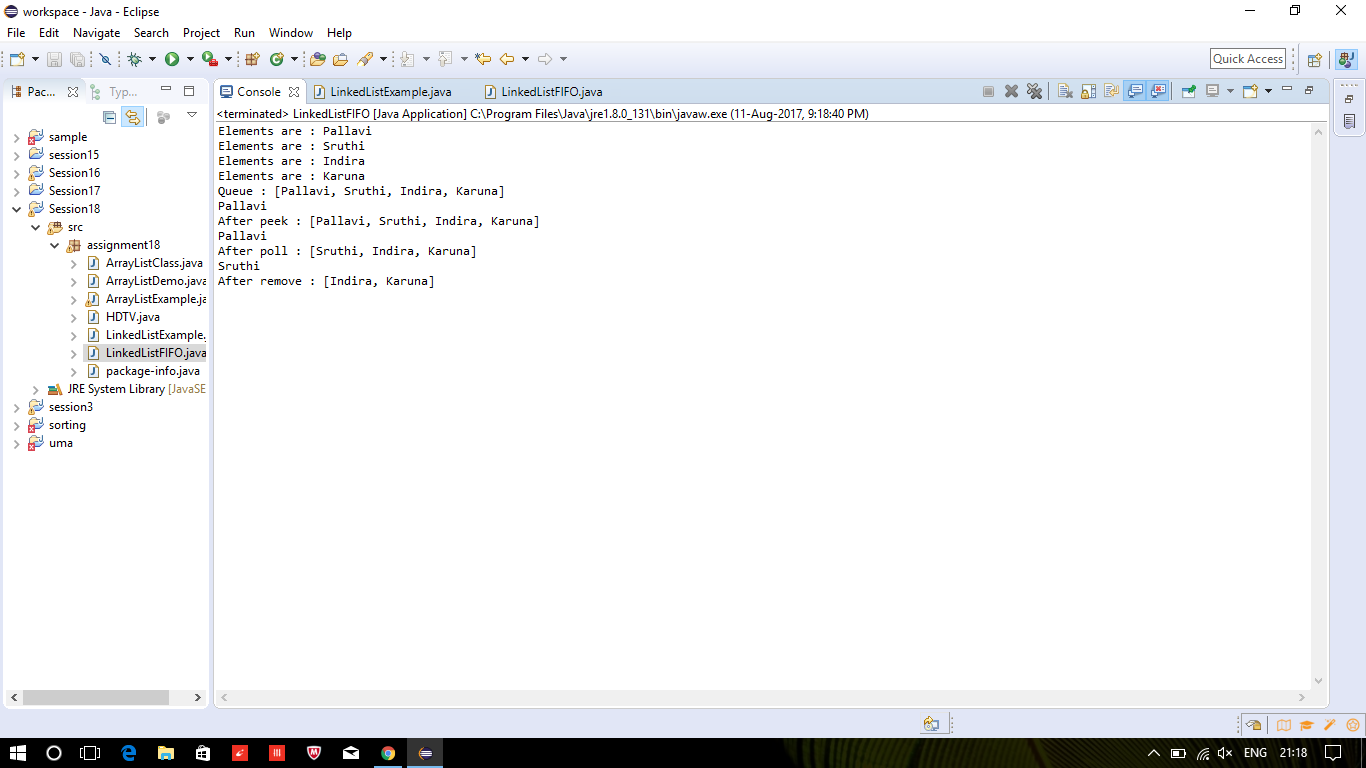 workspace - Java - Eclipse
File Edit Navigate Search Project Run Window Help
Quick Access
Pac... Typ...
Console LinkedListExample.java LinkedListFIFO.java
<terminated> LinkedListFIFO [Java Application] C:\Program Files\Java\jre1.8.0_131\bin\javaw.exe (11-Aug-2017, 9:18:40 PM)
sample
session15
Session16
Session17
Session18
src
assignment18
ArrayListClass.java
ArrayListDemo.java
ArrayListExample.ja
HDTV.java
LinkedListExample.
LinkedListFIFO.java
package-info.java
JRE System Library [JavaSE
session3
sorting
uma
Elements are : Pallavi
Elements are : Sruthi
Elements are : Indira
Elements are : Karuna
Queue : [Pallavi, Sruthi, Indira, Karuna]
Pallavi
After peek : [Pallavi, Sruthi, Indira, Karuna]
Pallavi
After poll : [Sruthi, Indira, Karuna]
Sruthi
After remove : [Indira, Karuna]
ENG 21:18